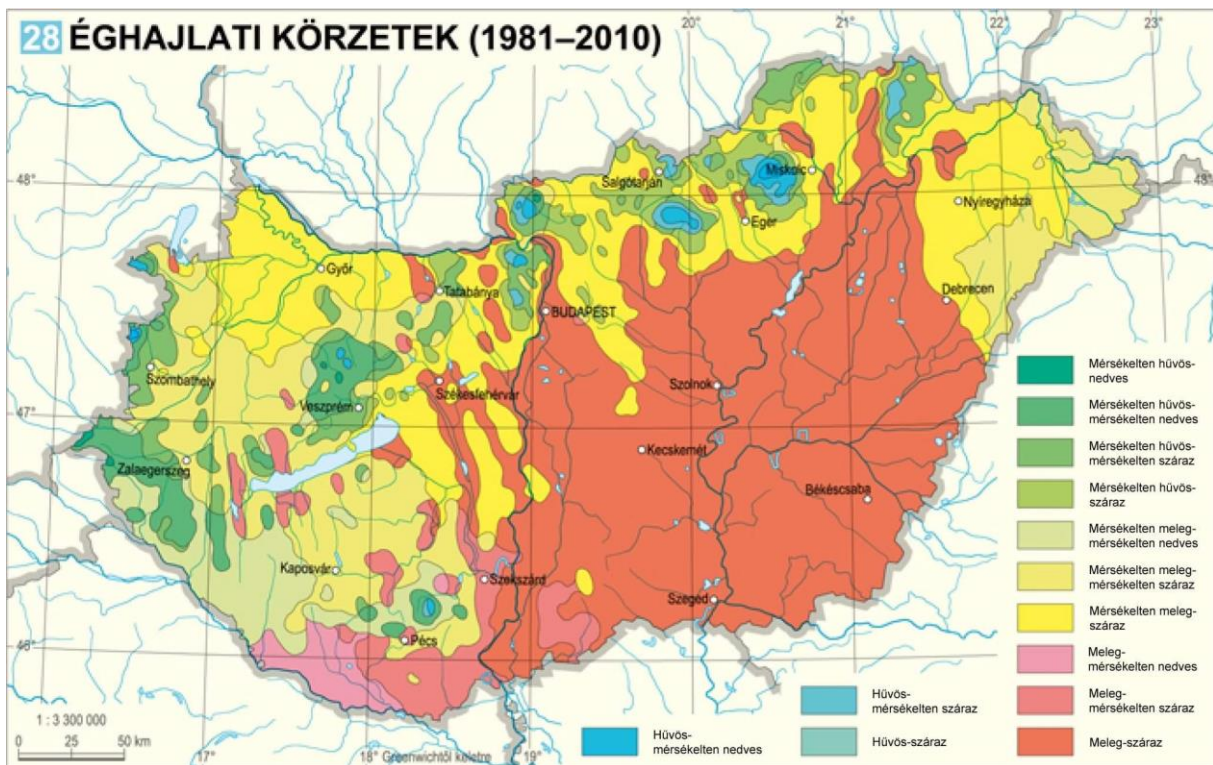 28 ÉGHAJLATI KÖRZETEK (1981–2010)
20°
21°
22°
23°
17°
18°
19°
48°
48°
Salgótarján
Miskolc
Eger
Nyíregyháza
Győr
Tatabánya
BUDAPEST
Debrecen
Szombathely
Veszprém
Székesfehérvár
Szolnok
47°
Zalaegerszeg
Kecskemét
Békéscsaba
Kaposvár
Szekszárd
Szeged
Pécs
Mérsékelten hűvös-
nedves
Mérsékelten hűvös-
mérsékelten nedves
Mérsékelten hűvös-
mérsékelten száraz
Mérsékelten hűvös-
száraz
Mérsékelten meleg-
mérsékelten nedves
Mérsékelten meleg-
mérsékelten száraz
Mérsékelten meleg-
száraz
Meleg-
mérsékelten nedves
Meleg-
mérsékelten száraz
Meleg-száraz
Hűvös-
mérsékelten száraz
Hűvös-száraz
Hűvös-
mérsékelten nedves
1 : 3 300 000
0 25 50 km
17° 18° Greenwichtől keletre 19°